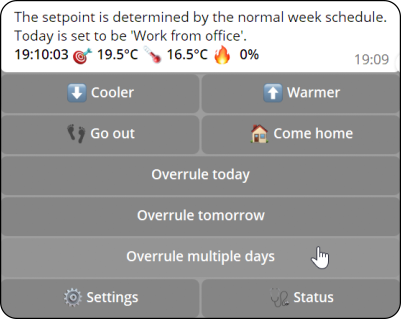 The setpoint is determined by the normal week schedule.
Today is set to be 'Work from office'.
19:10:03 🎯 19.5°C 🌡️ 16.5°C 🔥 0%
19:09
⬇️ Cooler
⬆️ Warmer
👣 Go out
🏠 Come home
Overrule today
Overrule tomorrow
Overrule multiple days
⚙️ Settings
🩺 Status